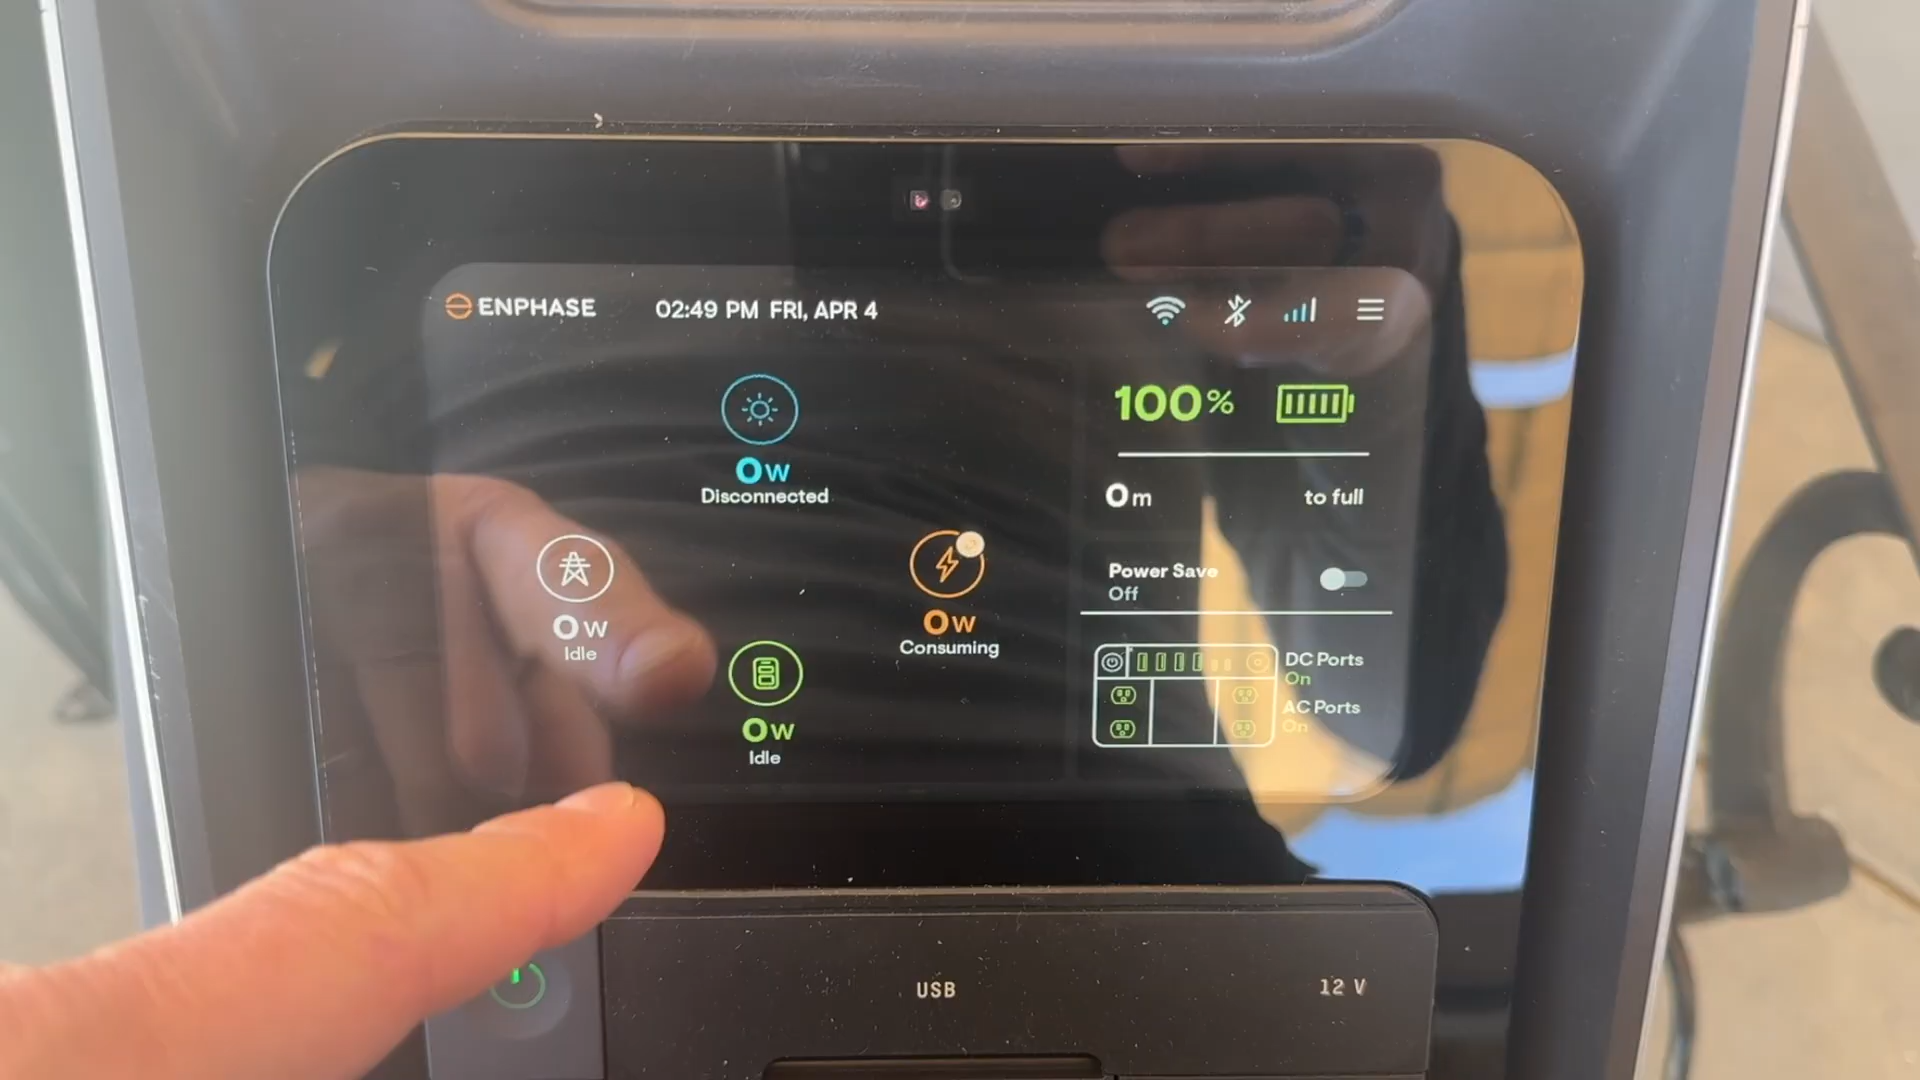 ENPHASE 02:49 PM FRI, APR 4
0w
Disconnected
0w
Idle
0w
Consuming
0w
Idle
100%
0m to full
Power Save
Off
DC Ports
On
AC Ports
On
USB 12 V